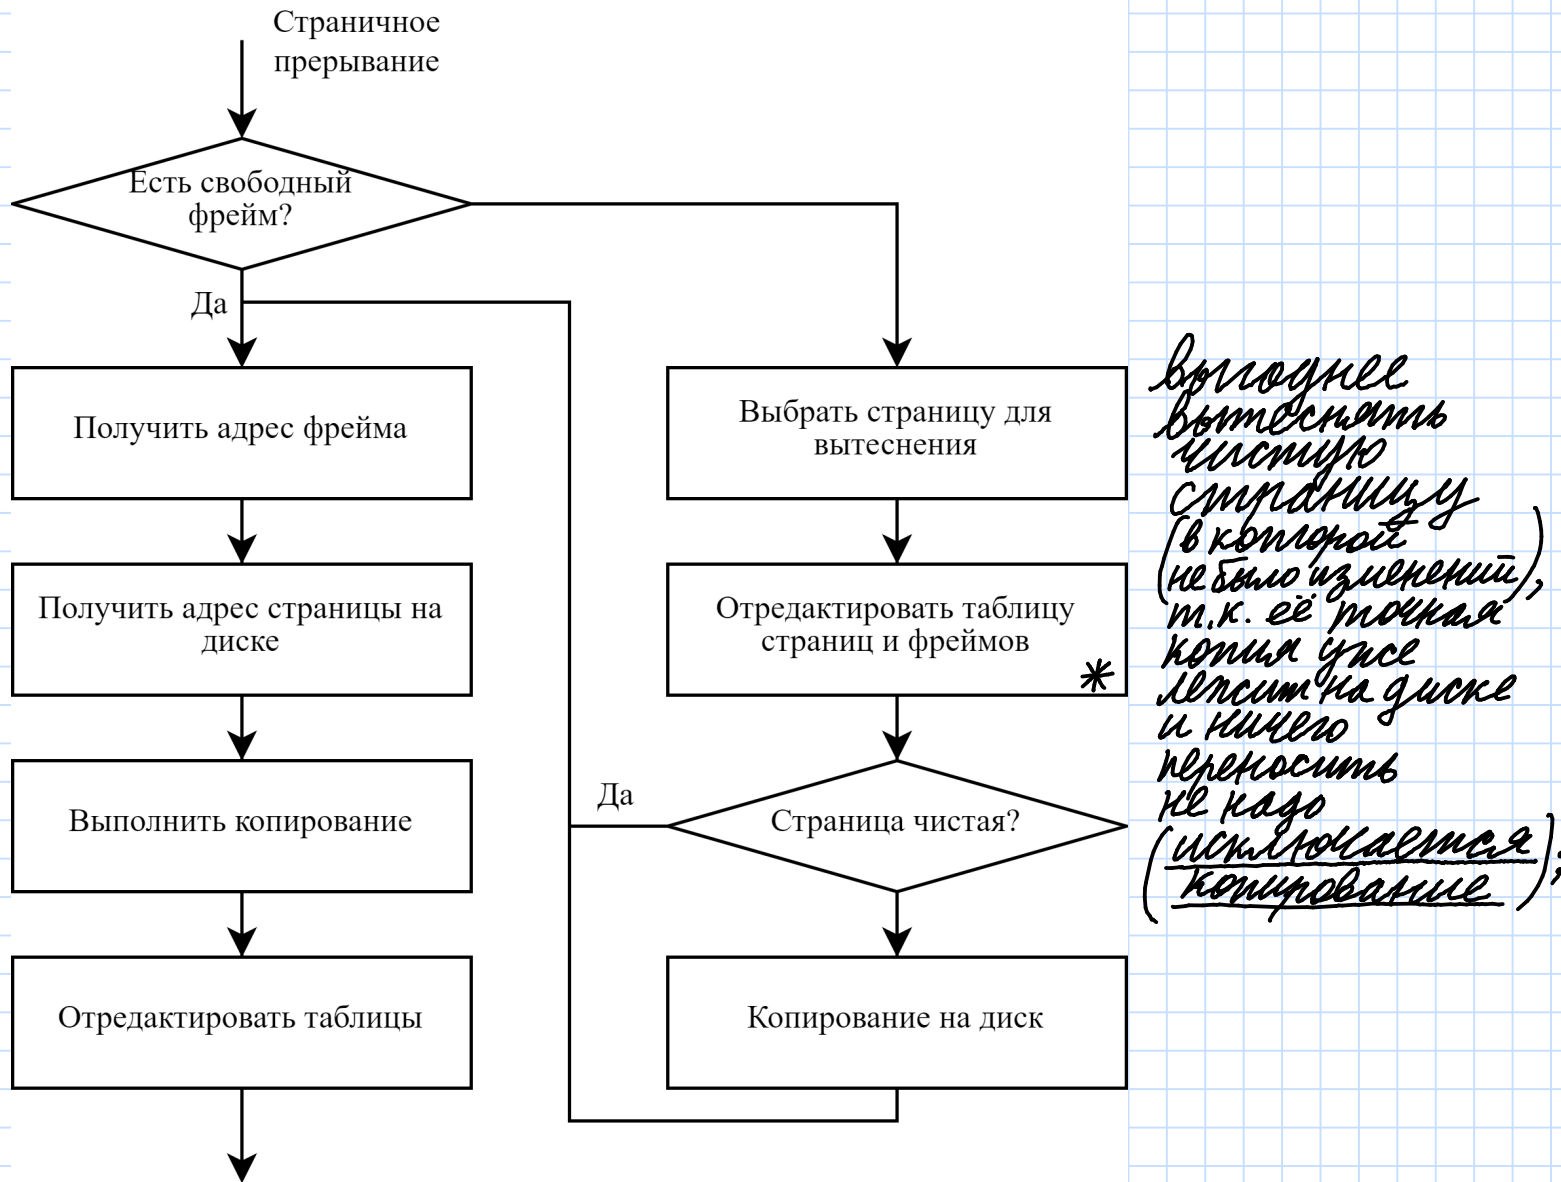 Страничное
прерывание
Есть свободный
фрейм?
Да
Получить адрес фрейма
Получить адрес страницы на
диске
Выполнить копирование
Отредактировать таблицы
Выбрать страницу для
вытеснения
Отредактировать таблицу
страниц и фреймов
*
Да
Страница чистая?
Копирование на диск
выгоднее
вытеснять
чистую
страницу
(в которой
не было изменений),
т.к. её точная
копия уже
лежит на диске
и ничего
переносить
не надо
(исключается
копирование);